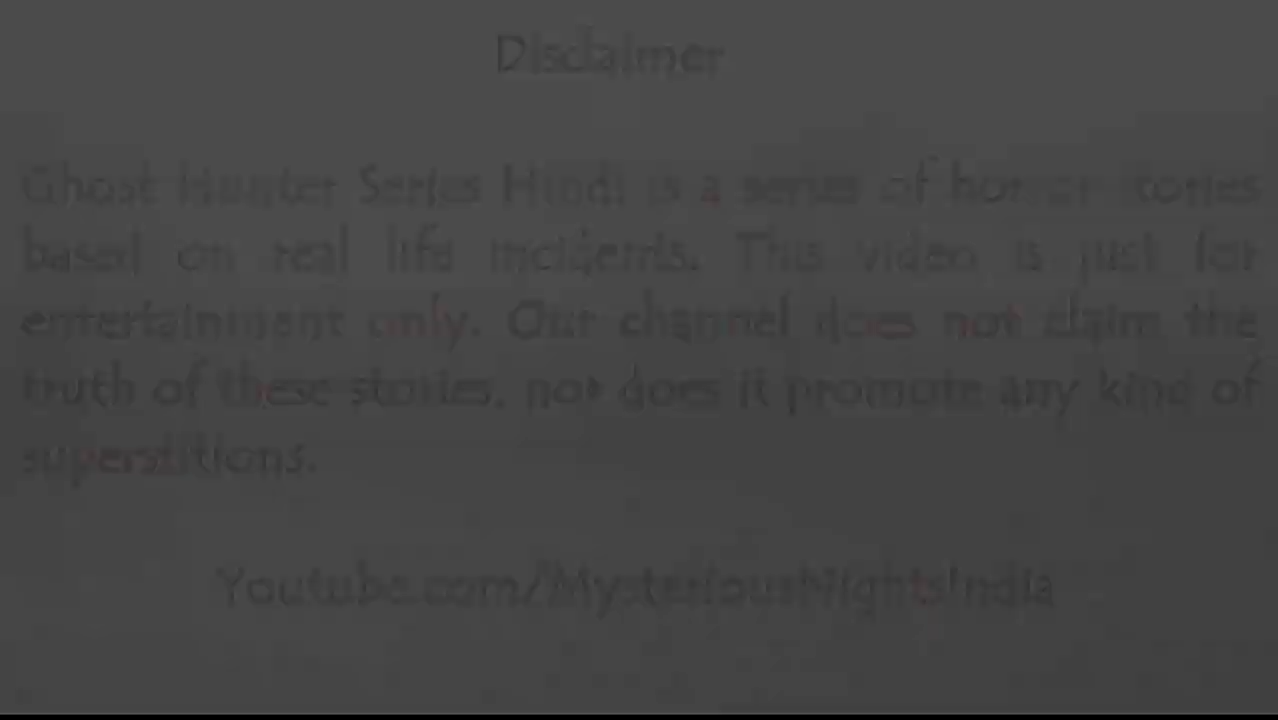 Disclaimer
Ghost Hunter Series Hindi is a series of horror stories
based on real life incidents. This video is just for
entertainment only. Our channel does not claim the
truth of these stories, not does it promote any kind of
superstitions.
Youtube.com/MysteriousNightsIndia